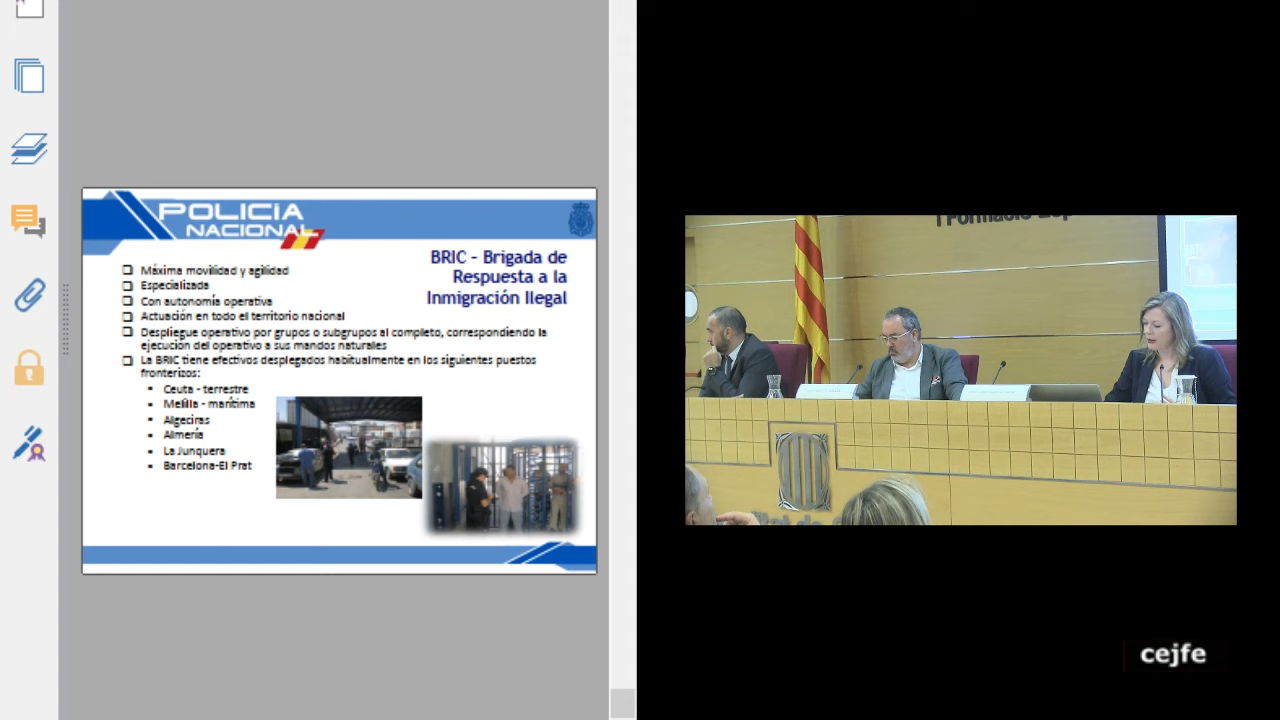 POLICIA
NACIONAL
BRIC - Brigada de
Respuesta a la
Inmigración Ilegal
❑ Máxima movilidad y agilidad
❑ Especializada
❑ Con autonomía operativa
❑ Actuación en todo el territorio nacional
❑ Despliegue operativo por grupos o subgrupos al completo, correspondiendo la
ejecución del operativo a sus mandos naturales
❑ La BRIC tiene efectivos desplegados habitualmente en los siguientes puestos
fronterizos:
▪ Ceuta - terrestre
▪ Melilla - marítima
▪ Algeciras
▪ Almería
▪ La Junquera
▪ Barcelona-El Prat
i Formació
cejfe